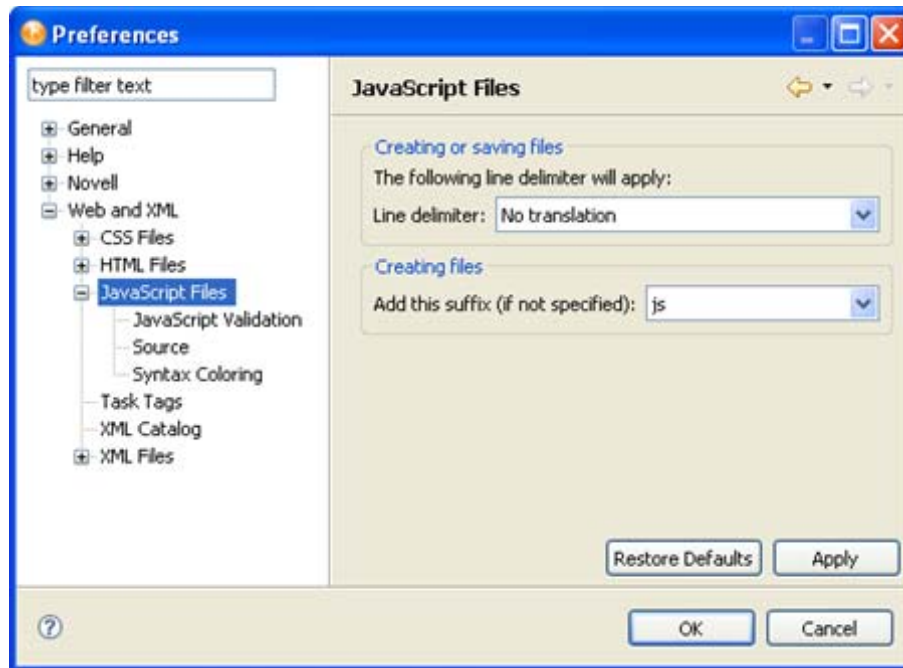 Preferences
type filter text
General
Help
Novell
Web and XML
CSS Files
HTML Files
JavaScript Files
JavaScript Validation
Source
Syntax Coloring
Task Tags
XML Catalog
XML Files
JavaScript Files
Creating or saving files
The following line delimiter will apply:
Line delimiter: No translation
Creating files
Add this suffix (if not specified): js
Restore Defaults Apply
? OK Cancel